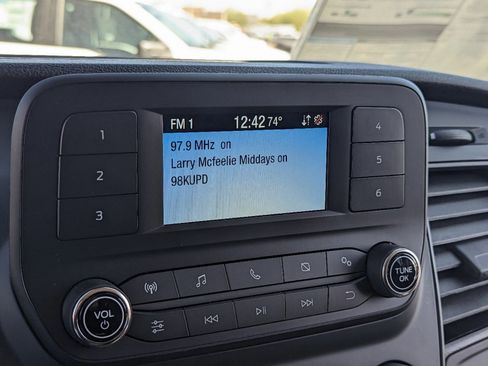 FM 1 12:42 74°
97.9 MHz on
Larry Mcfeelie Middays on
98KUPD
1
2
3
4
5
6
VOL
TUNE
OK